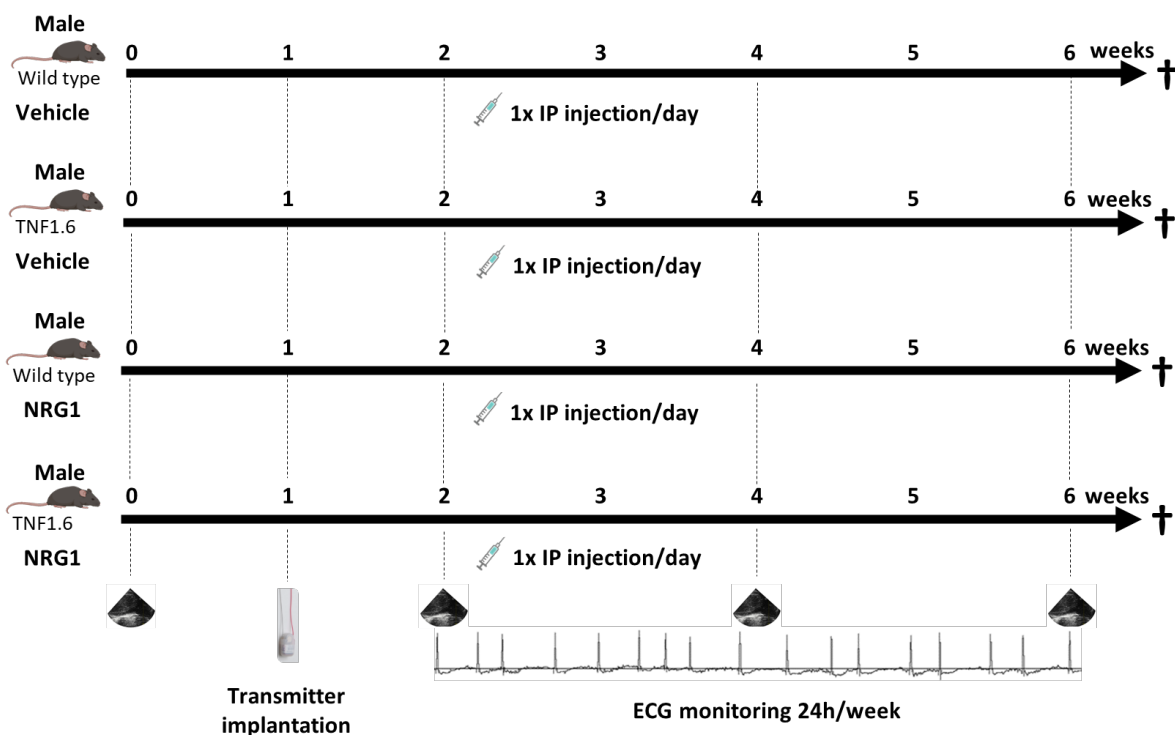 Male
0 1 2 3 4 5 6 weeks
Wild type
Vehicle
1x IP injection/day
Male
0 1 2 3 4 5 6 weeks
TNF1.6
Vehicle
1x IP injection/day
Male
0 1 2 3 4 5 6 weeks
Wild type
NRG1
1x IP injection/day
Male
0 1 2 3 4 5 6 weeks
TNF1.6
NRG1
1x IP injection/day
Transmitter
implantation
ECG monitoring 24h/week